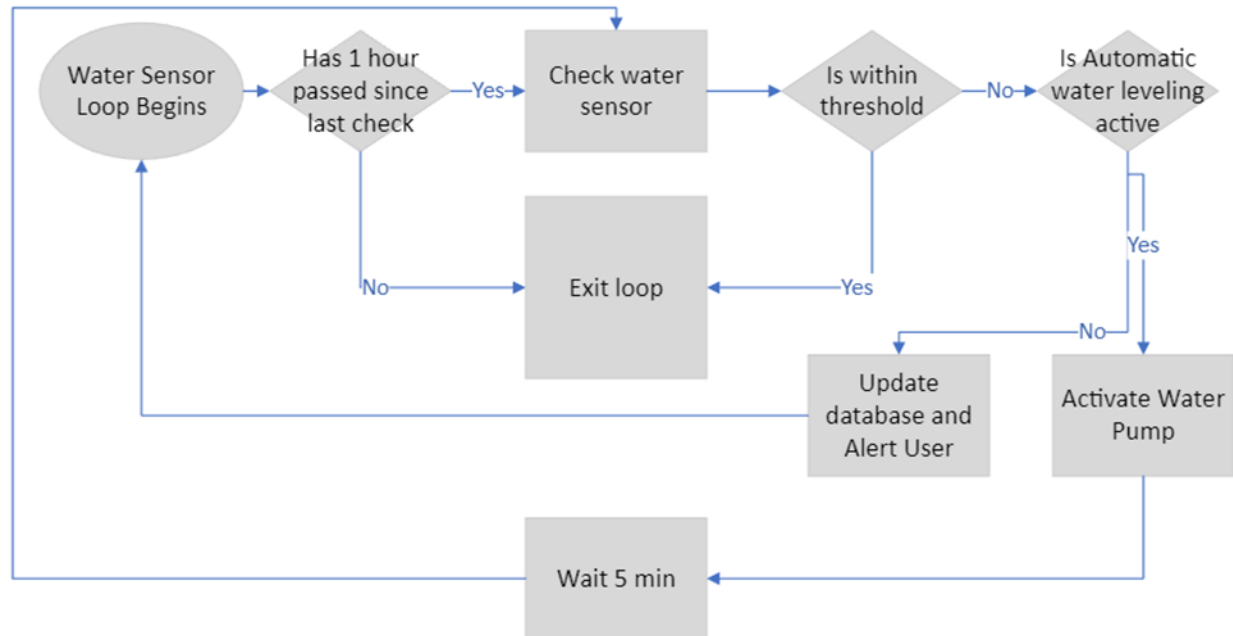 Water Sensor
Loop Begins
Has 1 hour
passed since
last check
Yes
Check water
sensor
Is within
threshold
No
Is Automatic
water leveling
active
No
Exit loop
Yes
Yes
No
Update
database and
Alert User
Activate Water
Pump
Wait 5 min